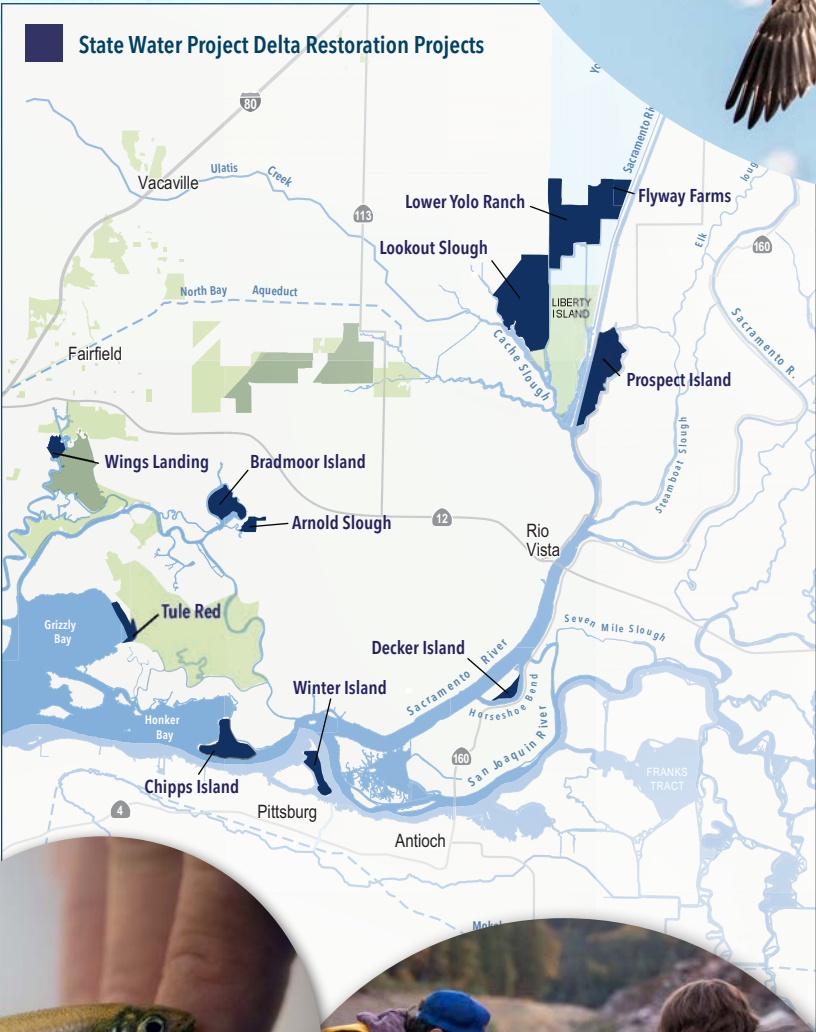 State Water Project Delta Restoration Projects
80
Sacramento
Ulatis Creek
Vacaville
Lower Yolo Ranch
Flyway Farms
113
Elk
160
Lookout Slough
North Bay Aqueduct
LIBERTY
ISLAND
Sacramento R.
Cache Slough
Fairfield
Prospect Island
Steamboat Slough
Wings Landing
Bradmoor Island
Arnold Slough
12
Rio
Vista
Tule Red
Grizzly
Bay
Seven Mile Slough
Decker Island
Sacramento River
Winter Island
Horseshoe Bend
Honker
Bay
San Joaquin River
160
FRANKS
TRACT
Chipps Island
4
Pittsburg
Antioch